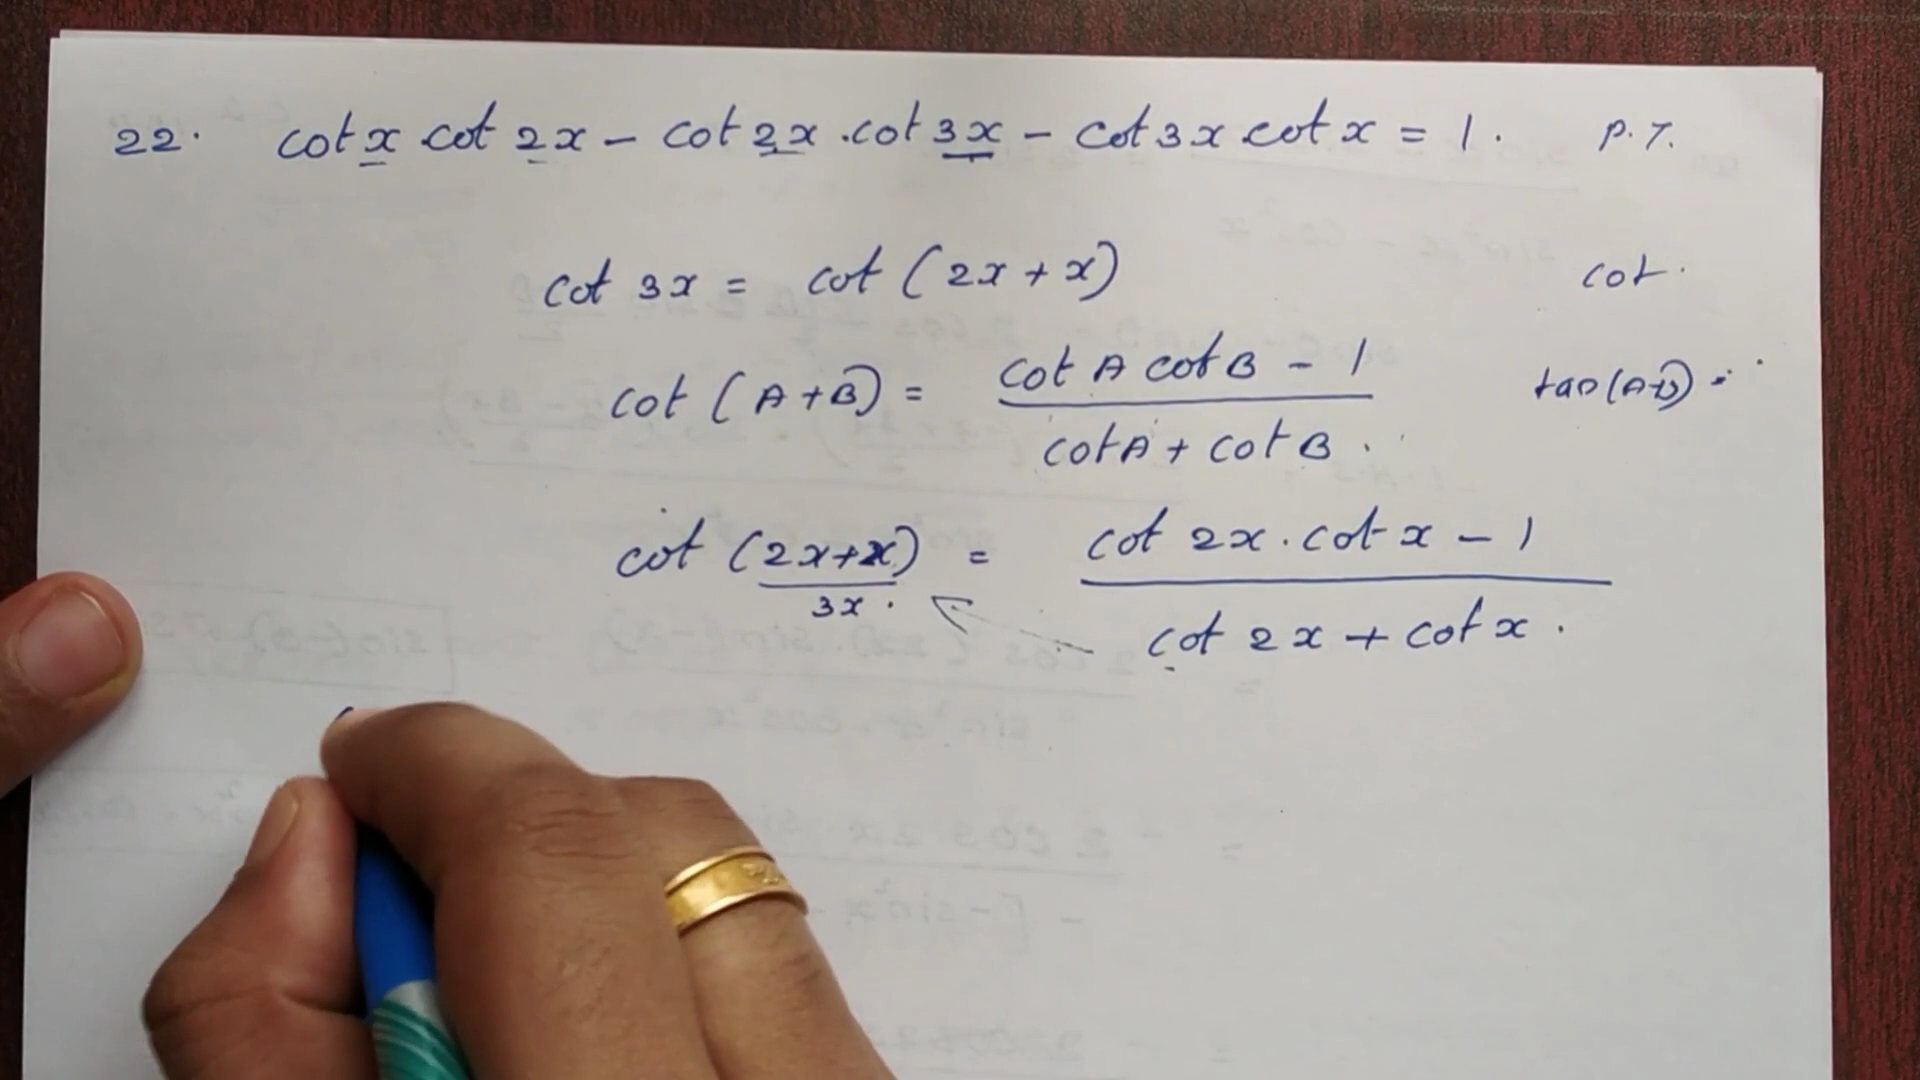 22. cot x cot 2x - cot 2x . cot 3x - cot 3x cot x = 1. P.T.
cot 3x = cot (2x + x) cot.
cot (A + B) = cot A cot B - 1 tan(A+B) =
cot A + cot B .
cot (2x+x) = cot 2x . cot x - 1
3x . cot 2x + cot x .